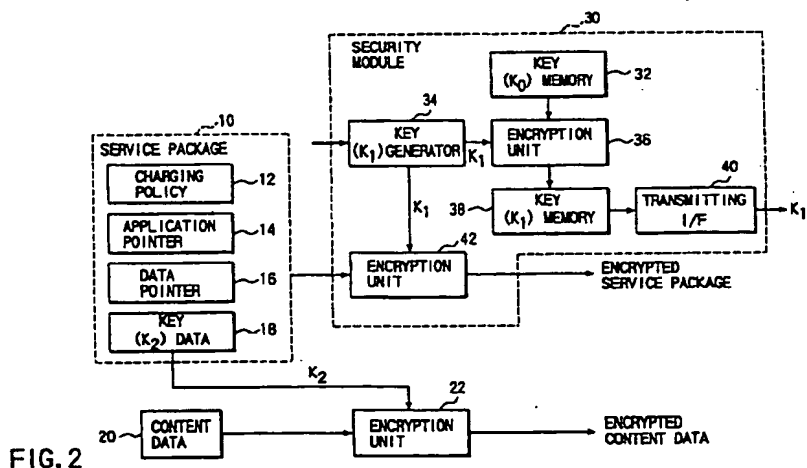 30
SECURITY
MODULE
KEY
(K0) MEMORY
32
34
10
KEY
(K1) GENERATOR
K1
ENCRYPTION
UNIT
36
SERVICE PACKAGE
CHARGING
POLICY
12
K1
38
KEY
(K1) MEMORY
40
TRANSMITTING
I/F
K1
APPLICATION
POINTER
14
42
DATA
POINTER
16
ENCRYPTION
UNIT
ENCRYPTED
SERVICE PACKAGE
KEY
(K2) DATA
18
K2
22
20
CONTENT
DATA
ENCRYPTION
UNIT
ENCRYPTED
CONTENT DATA
FIG.2